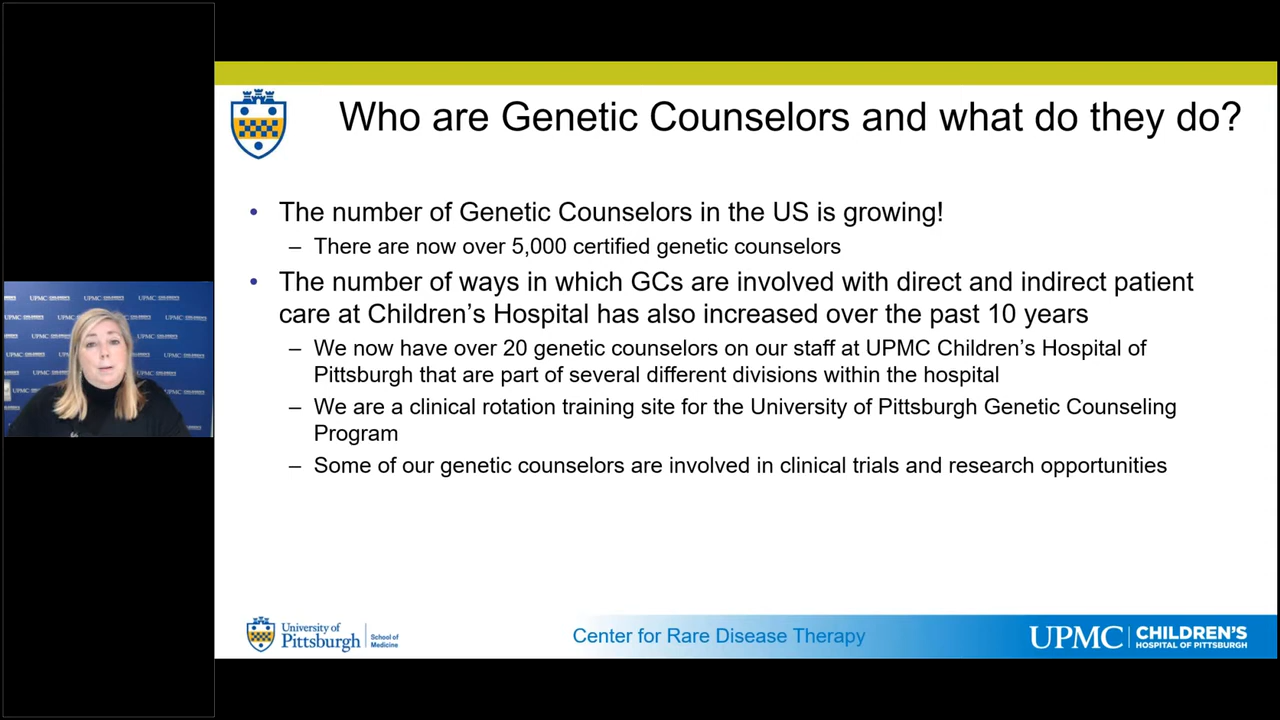 Who are Genetic Counselors and what do they do?
• The number of Genetic Counselors in the US is growing!
– There are now over 5,000 certified genetic counselors
• The number of ways in which GCs are involved with direct and indirect patient
care at Children’s Hospital has also increased over the past 10 years
– We now have over 20 genetic counselors on our staff at UPMC Children’s Hospital of
Pittsburgh that are part of several different divisions within the hospital
– We are a clinical rotation training site for the University of Pittsburgh Genetic Counseling
Program
– Some of our genetic counselors are involved in clinical trials and research opportunities
University of
Pittsburgh
School of
Medicine
Center for Rare Disease Therapy
UPMC
CHILDREN'S
HOSPITAL OF PITTSBURGH